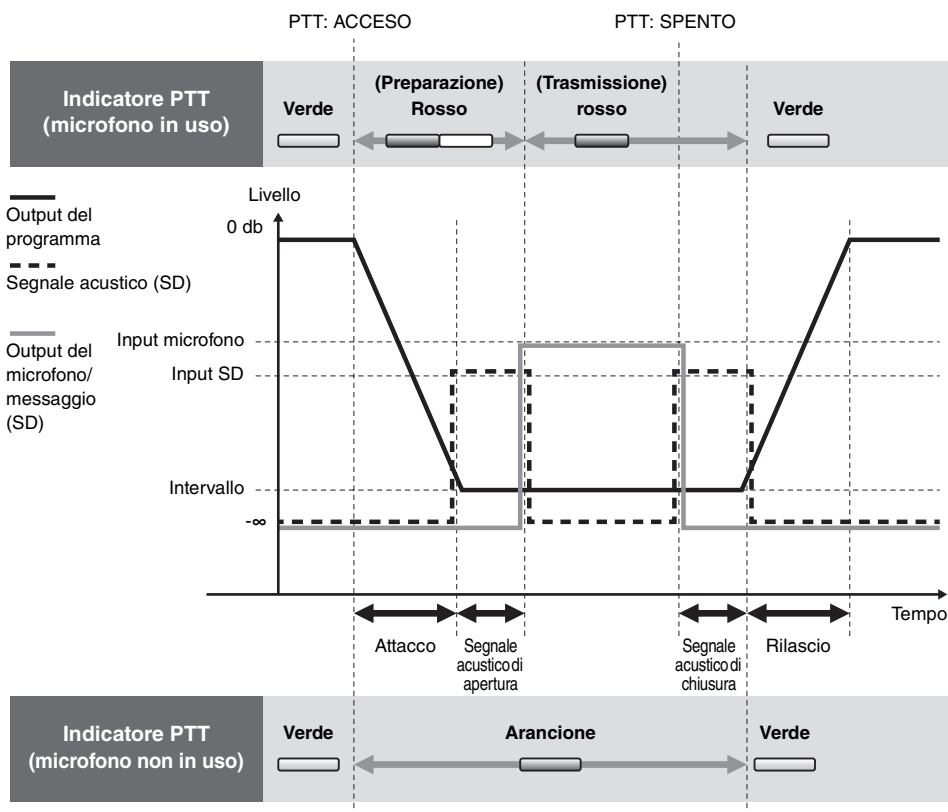 PTT: ACCESO
PTT: SPENTO
Indicatore PTT
(microfono in uso)
Verde
(Preparazione)
Rosso
(Trasmissione)
rosso
Verde
Output del
programma
Segnale acustico (SD)
Output del
microfono/
messaggio
(SD)
Livello
0 db
Input microfono
Input SD
Intervallo
-∞
Tempo
Attacco
Segnale
acustico di
apertura
Segnale
acustico di
chiusura
Rilascio
Indicatore PTT
(microfono non in uso)
Verde
Arancione
Verde